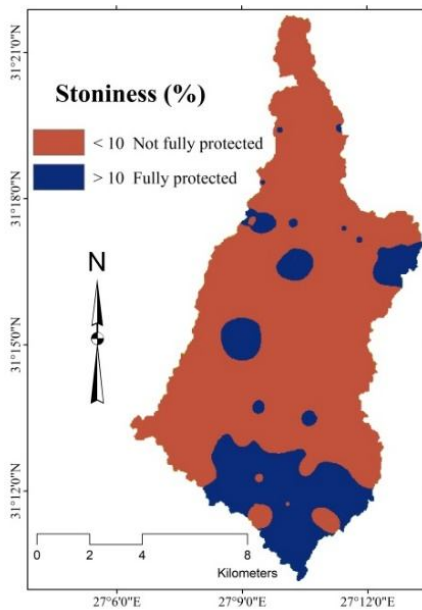 Stoniness (%)
< 10 Not fully protected
> 10 Fully protected
N
31°21'0"N
31°18'0"N
31°15'0"N
31°12'0"N
0 2 4 8
Kilometers
27°6'0"E 27°9'0"E 27°12'0"E